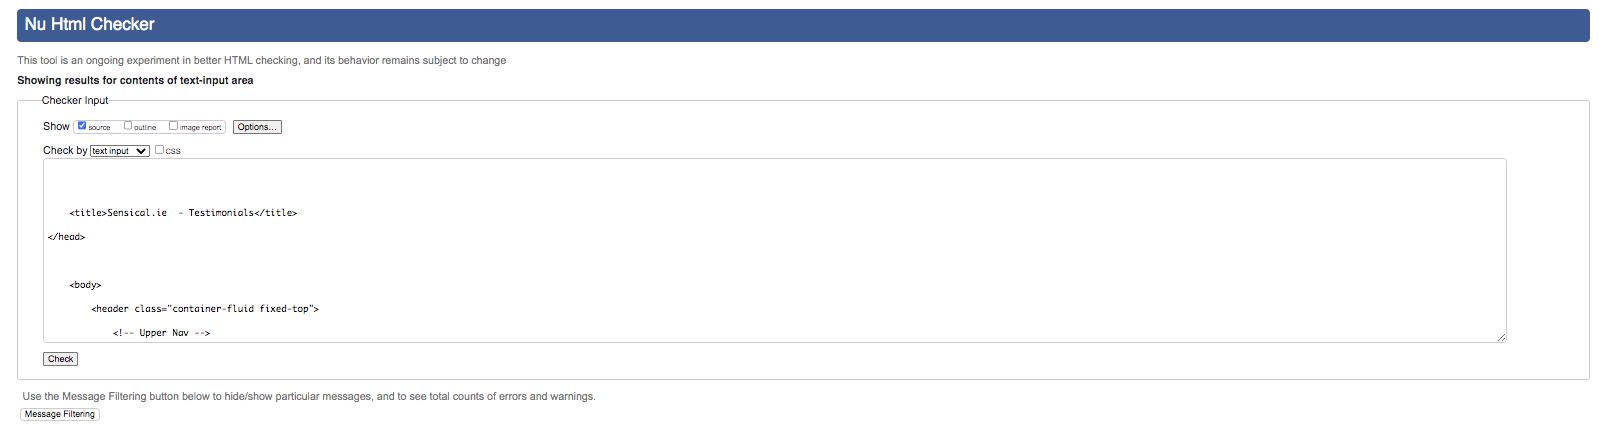 Nu Html Checker
This tool is an ongoing experiment in better HTML checking, and its behavior remains subject to change
Showing results for contents of text-input area
Checker Input
Show source outline image report Options...
Check by text input css
<title>Sensical.ie  - Testimonials</title>
</head>
<body>
<header class="container-fluid fixed-top">
<!-- Upper Nav -->
Check
Use the Message Filtering button below to hide/show particular messages, and to see total counts of errors and warnings.
Message Filtering